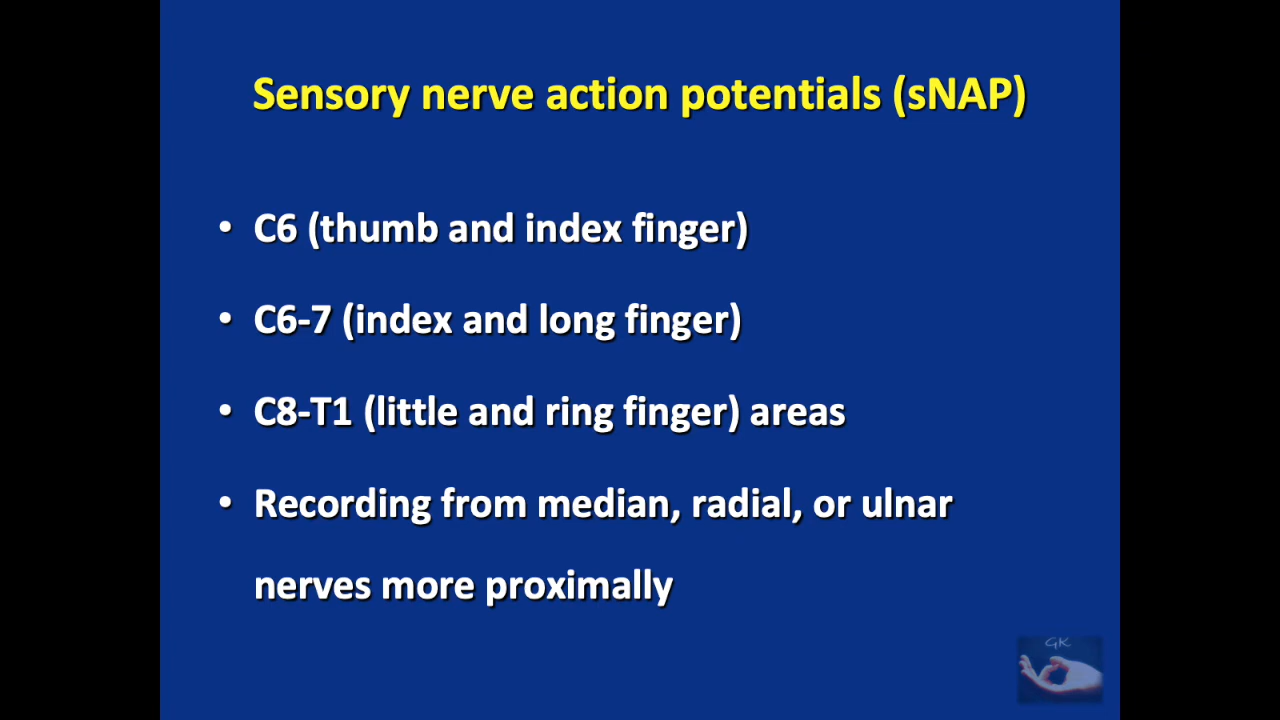 Sensory nerve action potentials (sNAP)
• C6 (thumb and index finger)
• C6-7 (index and long finger)
• C8-T1 (little and ring finger) areas
• Recording from median, radial, or ulnar
nerves more proximally
GK